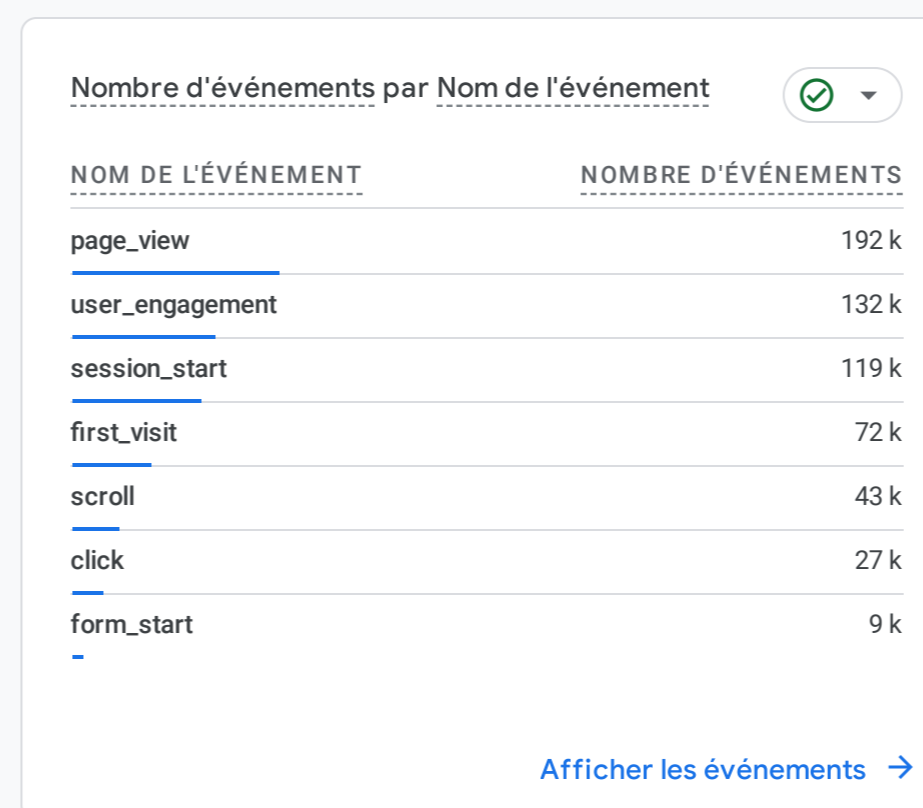 Nombre d'événements par Nom de l'événement
NOM DE L'ÉVÉNEMENT NOMBRE D'ÉVÉNEMENTS
page_view 192 k
user_engagement 132 k
session_start 119 k
first_visit 72 k
scroll 43 k
click 27 k
form_start 9 k
Afficher les événements